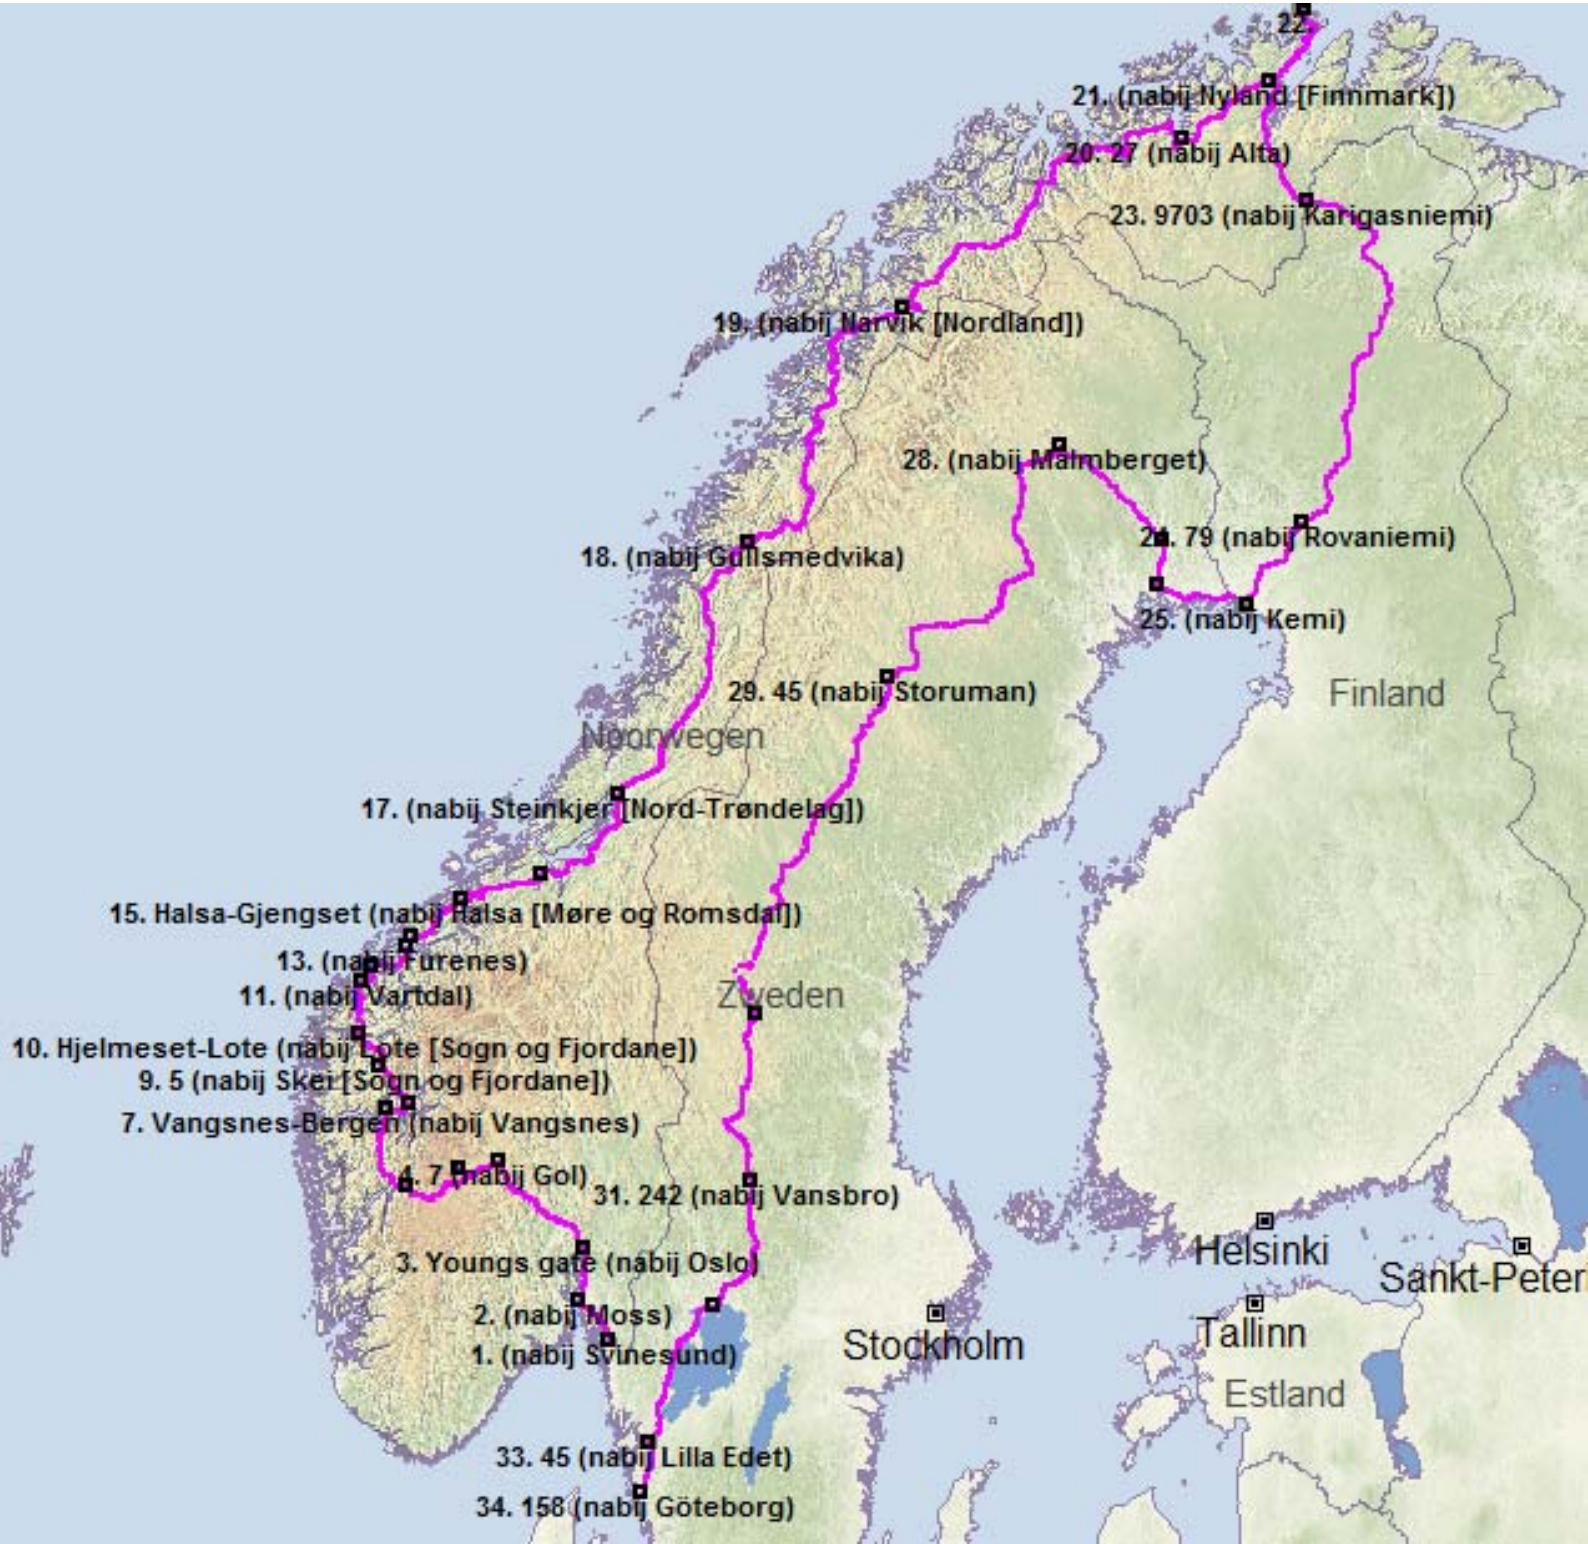 22.
21. (nabij Nyland [Finnmark])
20. 27 (nabij Alta)
23. 9703 (nabij Karigasniemi)
19. (nabij Narvik [Nordland])
28. (nabij Malmberget)
24. 79 (nabij Rovaniemi)
18. (nabij Gullsmedvika)
25. (nabij Kemi)
29. 45 (nabij Storuman)
Finland
Noorwegen
17. (nabij Steinkjer [Nord-Trøndelag])
15. Halsa-Gjengset (nabij Halsa [Møre og Romsdal])
13. (nabij Furenes)
11. (nabij Vartdal)
Zweden
10. Hjelmeset-Lote (nabij Lote [Sogn og Fjordane])
9. 5 (nabij Skei [Sogn og Fjordane])
7. Vangsnes-Bergen (nabij Vangsnes)
4. 7 (nabij Gol)
31. 242 (nabij Vansbro)
Helsinki
3. Youngs gate (nabij Oslo)
Sankt-Peter
2. (nabij Moss)
Tallinn
Stockholm
1. (nabij Svinesund)
Estland
33. 45 (nabij Lilla Edet)
34. 158 (nabij Göteborg)